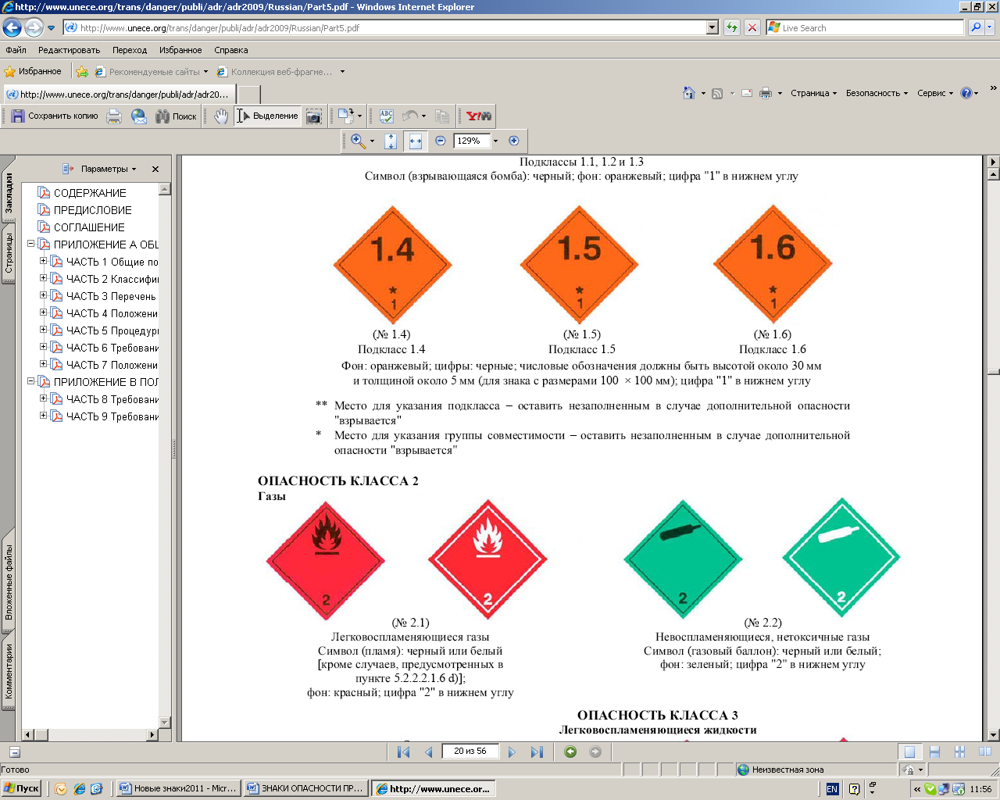 http://www.unece.org/trans/danger/publi/adr/adr2009/Russian/Part5.pdf - Windows Internet Explorer
http://www.unece.org/trans/danger/publi/adr/adr2009/Russian/Part5.pdf
Live Search
Файл Редактировать Переход Избранное Справка
Избранное Рекомендуемые сайты Коллекция веб-фрагме...
http://www.unece.org/trans/danger/publi/adr/adr20... Страница Безопасность Сервис »
Сохранить копию Поиск Выделение Y!
129%
Параметры
Закладки
Страницы
Вложенные файлы
Комментарии
СОДЕРЖАНИЕ
ПРЕДИСЛОВИЕ
СОГЛАШЕНИЕ
ПРИЛОЖЕНИЕ А ОБЩ
ЧАСТЬ 1 Общие по
ЧАСТЬ 2 Классифи
ЧАСТЬ 3 Перечень
ЧАСТЬ 4 Положени
ЧАСТЬ 5 Процедур
ЧАСТЬ 6 Требовани
ЧАСТЬ 7 Положени
ПРИЛОЖЕНИЕ В ПОЛ
ЧАСТЬ 8 Требовани
ЧАСТЬ 9 Требовани
Подклассы 1.1, 1.2 и 1.3
Символ (взрывающаяся бомба): черный; фон: оранжевый; цифра "1" в нижнем углу
1.4 1.5 1.6
* * *
1 1 1
(№ 1.4) (№ 1.5) (№ 1.6)
Подкласс 1.4 Подкласс 1.5 Подкласс 1.6
Фон: оранжевый; цифры: черные; числовые обозначения должны быть высотой около 30 мм
и толщиной около 5 мм (для знака с размерами 100 × 100 мм); цифра "1" в нижнем углу
** Место для указания подкласса – оставить незаполненным в случае дополнительной опасности
"взрывается"
* Место для указания группы совместимости – оставить незаполненным в случае дополнительной
опасности "взрывается"
ОПАСНОСТЬ КЛАССА 2
Газы
2 2 2 2
(№ 2.1)
Легковоспламеняющиеся газы
Символ (пламя): черный или белый
[кроме случаев, предусмотренных в
пункте 5.2.2.2.1.6 d)];
фон: красный; цифра "2" в нижнем углу
(№ 2.2)
Невоспламеняющиеся, нетоксичные газы
Символ (газовый баллон): черный или белый;
фон: зеленый; цифра "2" в нижнем углу
ОПАСНОСТЬ КЛАССА 3
Легковоспламеняющиеся жидкости
20 из 56
Готово Неизвестная зона
Пуск Новые знаки2011 - Micr... ЗНАКИ ОПАСНОСТИ ПР... http://www.unece.or... EN « 11:56